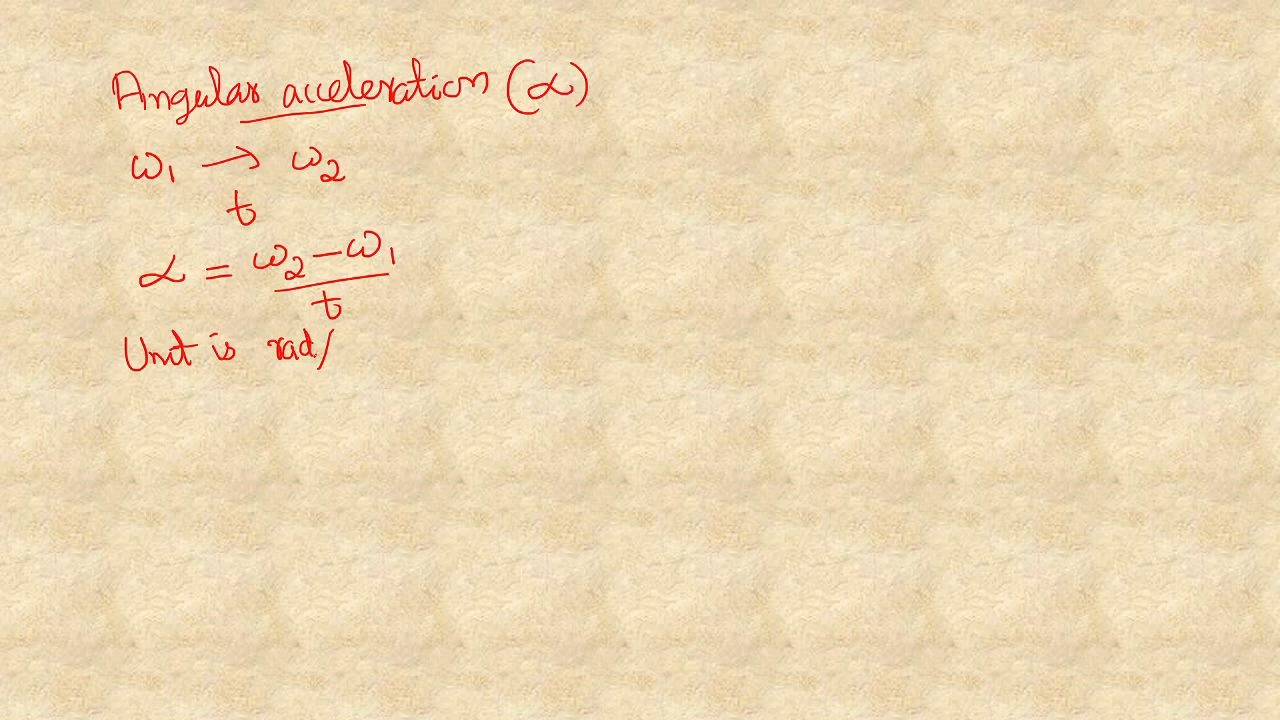 Angular acceleration (α)
ω₁ → ω₂
t
α = ω₂ - ω₁
t
Unit is rad/